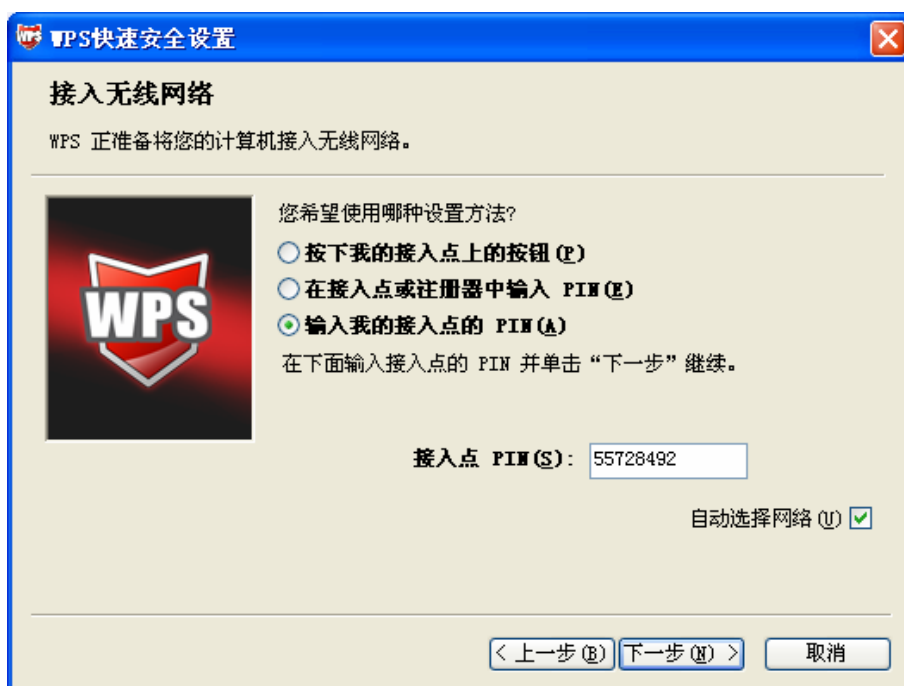 WPS快速安全设置
接入无线网络
WPS 正准备将您的计算机接入无线网络。
您希望使用哪种设置方法?
按下我的接入点上的按钮(P)
在接入点或注册器中输入 PIN(E)
输入我的接入点的 PIN(A)
在下面输入接入点的 PIN 并单击“下一步”继续。
WPS
接入点 PIN(S): 55728492
自动选择网络(U)
< 上一步(B) 下一步(N) > 取消